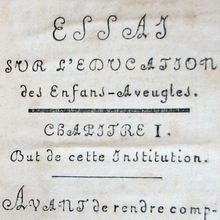 ESSAI
SUR L'EDUCATION
des Enfans-Aveugles.
CHAPITRE I.
But de cette Institution.
AVANT de rendre comp-